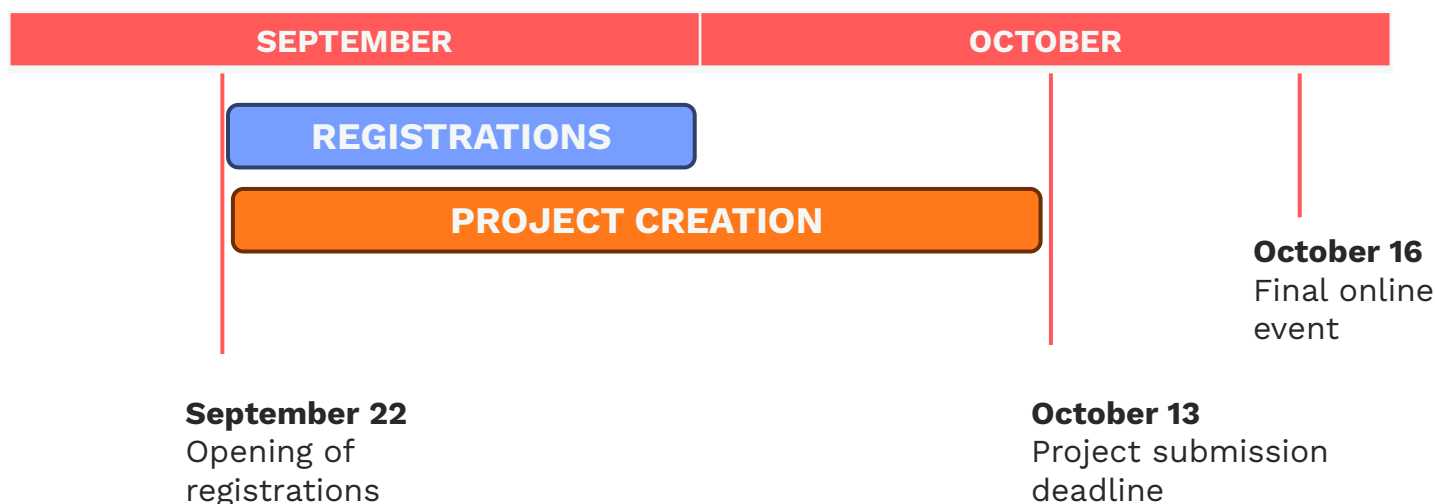 SEPTEMBER
OCTOBER
REGISTRATIONS
PROJECT CREATION
October 16
Final online
event
September 22
Opening of
registrations
October 13
Project submission
deadline